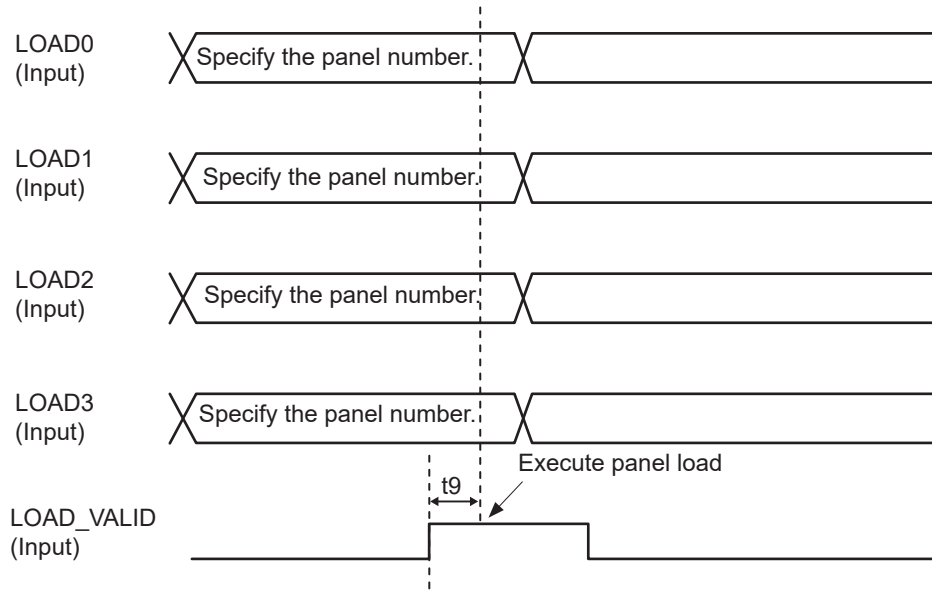 LOAD0
(Input)
Specify the panel number.
LOAD1
(Input)
Specify the panel number.
LOAD2
(Input)
Specify the panel number.
LOAD3
(Input)
Specify the panel number.
Execute panel load
t9
LOAD_VALID
(Input)